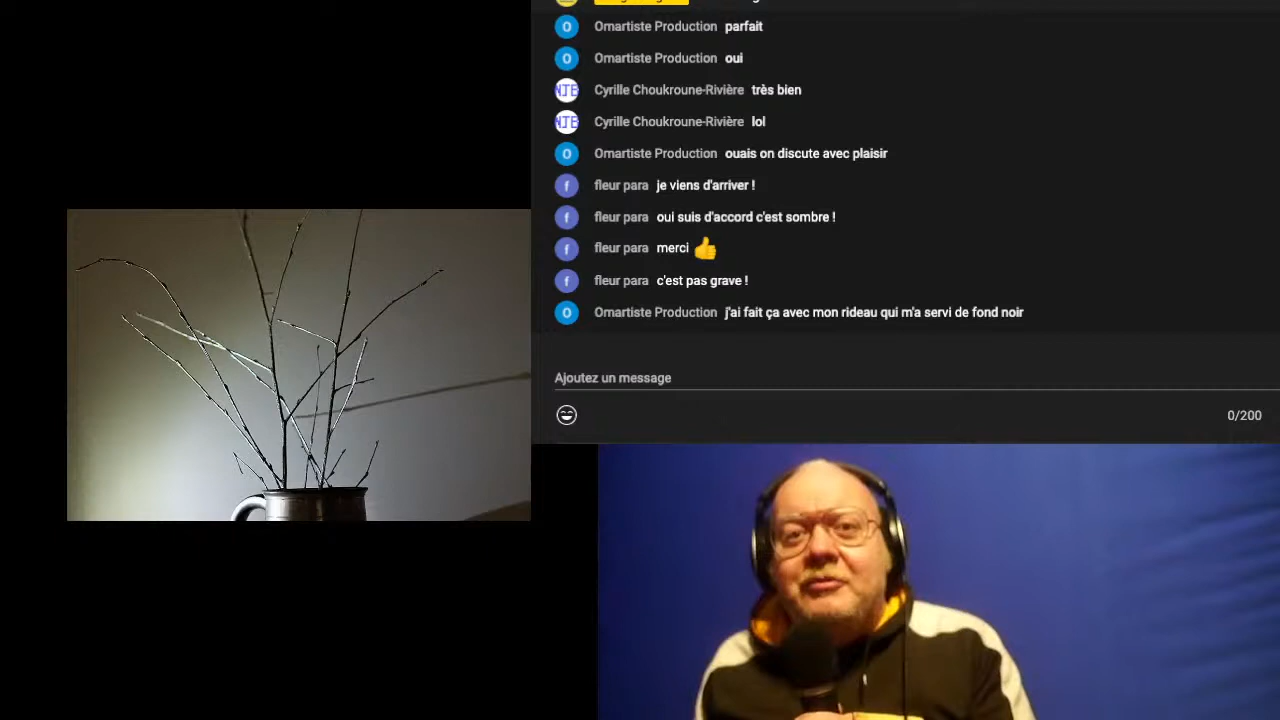 O Omartiste Production parfait
O Omartiste Production oui
Cyrille Choukroune-Rivière très bien
Cyrille Choukroune-Rivière lol
O Omartiste Production ouais on discute avec plaisir
f fleur para je viens d'arriver !
f fleur para oui suis d'accord c'est sombre !
f fleur para merci 👍
f fleur para c'est pas grave !
O Omartiste Production j'ai fait ça avec mon rideau qui m'a servi de fond noir
Ajoutez un message
0/200